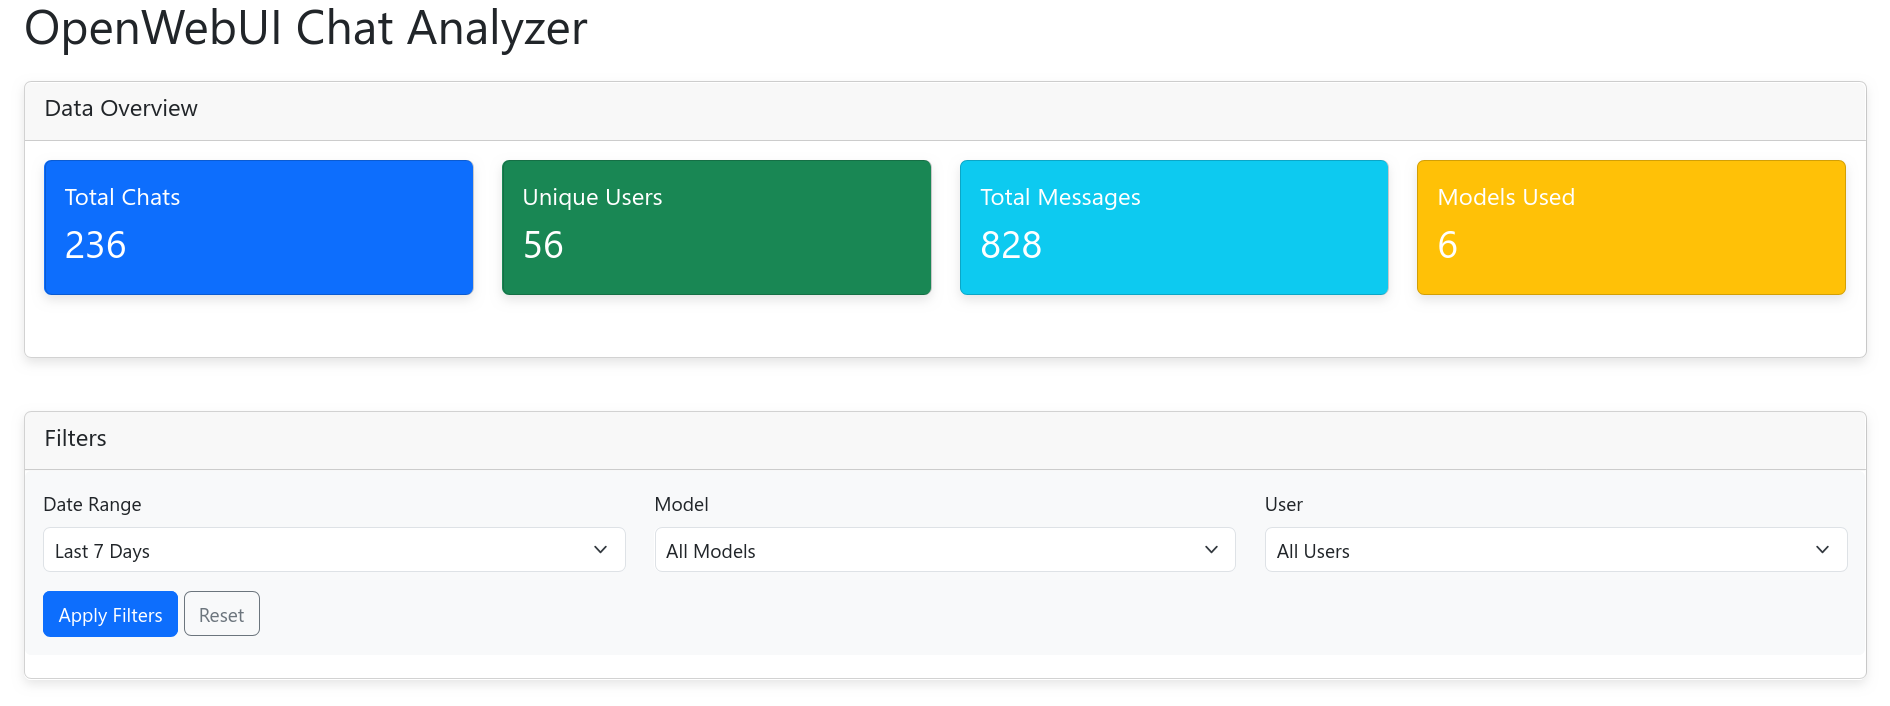 OpenWebUI Chat Analyzer
Data Overview
Total Chats
236
Unique Users
56
Total Messages
828
Models Used
6
Filters
Date Range
Last 7 Days
Model
All Models
User
All Users
Apply Filters
Reset